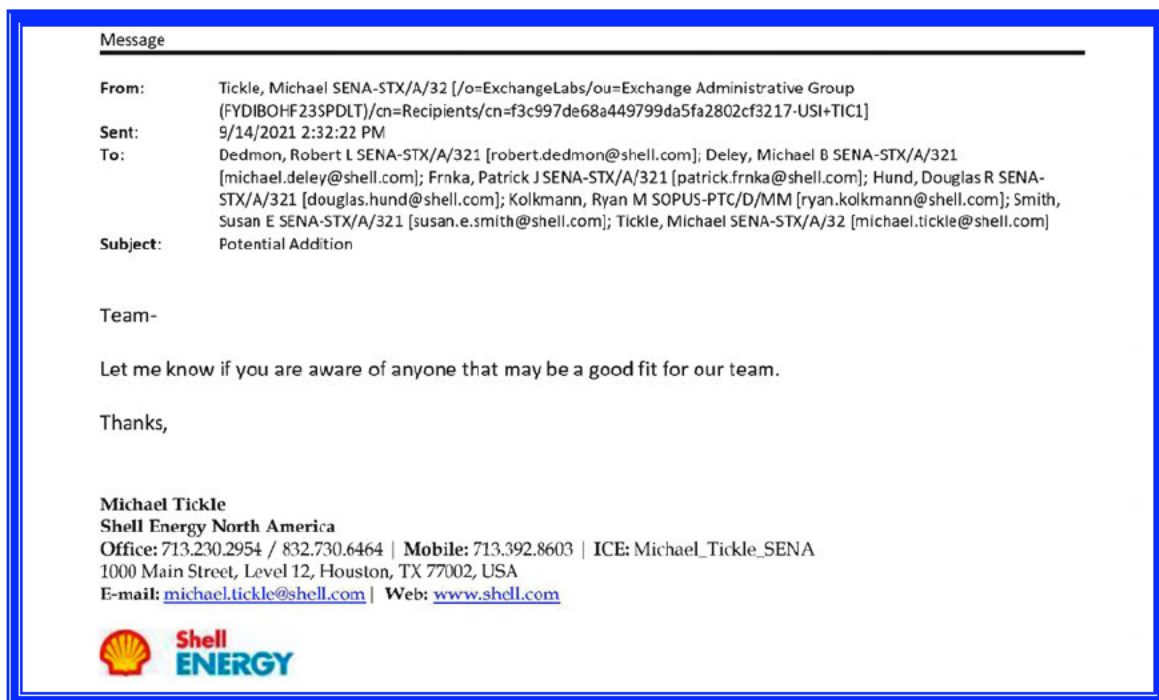 Message
From: Tickle, Michael SENA-STX/A/32 [/o=ExchangeLabs/ou=Exchange Administrative Group
(FYDIBOHF23SPDLT)/cn=Recipients/cn=f3c997de68a449799da5fa2802cf3217-USI+TIC1]
Sent: 9/14/2021 2:32:22 PM
To: Dedmon, Robert L SENA-STX/A/321 [robert.dedmon@shell.com]; Deley, Michael B SENA-STX/A/321
[michael.deley@shell.com]; Frnka, Patrick J SENA-STX/A/321 [patrick.frnka@shell.com]; Hund, Douglas R SENA-
STX/A/321 [douglas.hund@shell.com]; Kolkmann, Ryan M SOPUS-PTC/D/MM [ryan.kolkmann@shell.com]; Smith,
Susan E SENA-STX/A/321 [susan.e.smith@shell.com]; Tickle, Michael SENA-STX/A/32 [michael.tickle@shell.com]
Subject: Potential Addition
Team-
Let me know if you are aware of anyone that may be a good fit for our team.
Thanks,
Michael Tickle
Shell Energy North America
Office: 713.230.2954 / 832.730.6464 | Mobile: 713.392.8603 | ICE: Michael_Tickle_SENA
1000 Main Street, Level 12, Houston, TX 77002, USA
E-mail: michael.tickle@shell.com | Web: www.shell.com
Shell
ENERGY